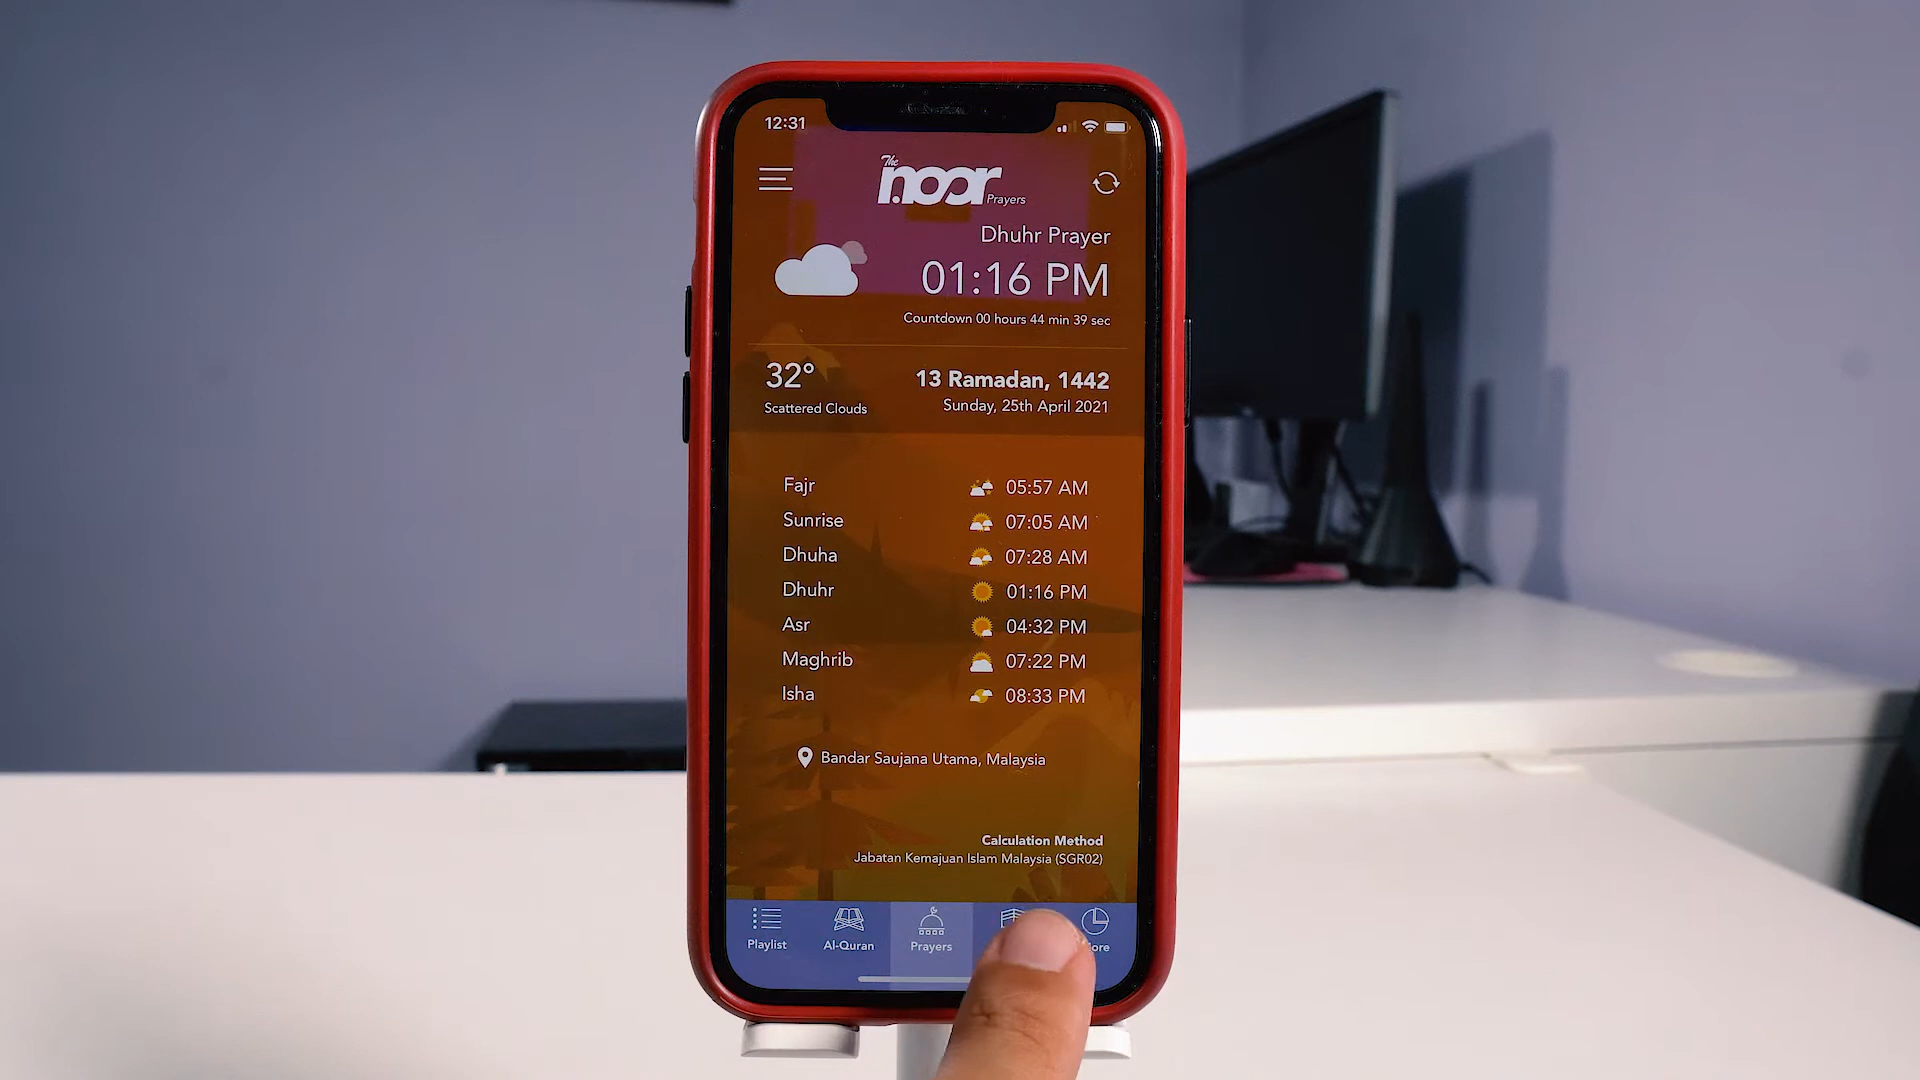 12:31
The noor Prayers
Dhuhr Prayer
01:16 PM
Countdown 00 hours 44 min 39 sec
32°
Scattered Clouds
13 Ramadan, 1442
Sunday, 25th April 2021
Fajr 05:57 AM
Sunrise 07:05 AM
Dhuha 07:28 AM
Dhuhr 01:16 PM
Asr 04:32 PM
Maghrib 07:22 PM
Isha 08:33 PM
Bandar Saujana Utama, Malaysia
Calculation Method
Jabatan Kemajuan Islam Malaysia (SGR02)
Playlist Al-Quran Prayers